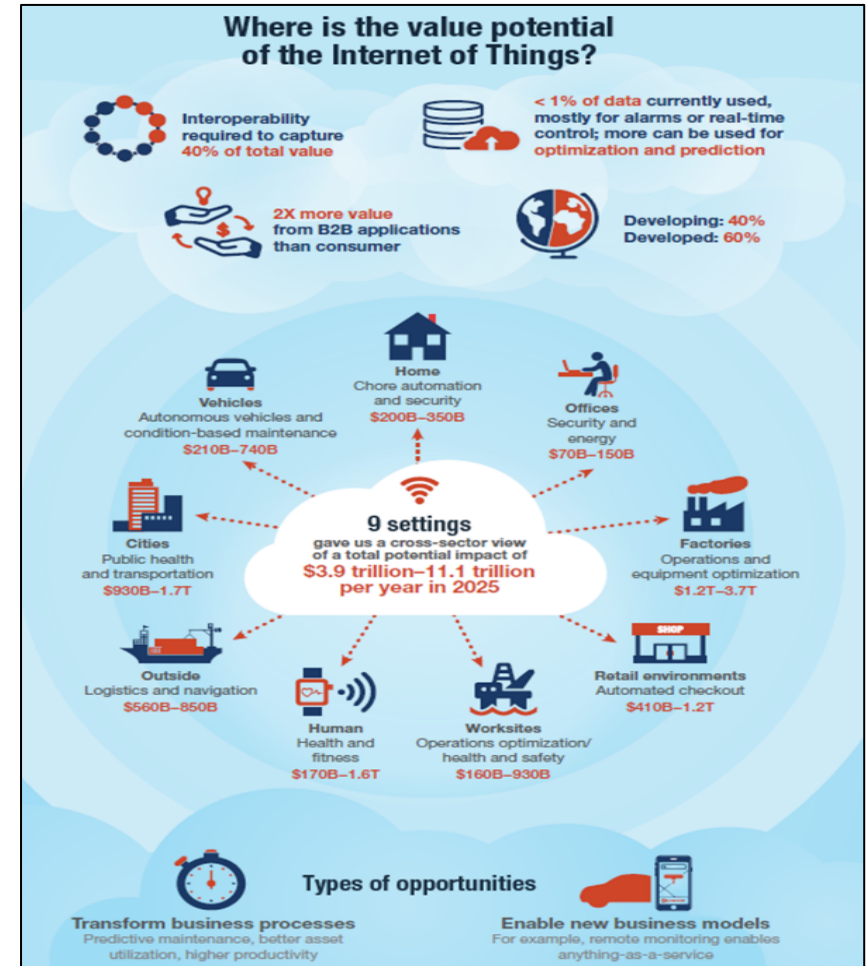 Where is the value potential
of the Internet of Things?
Interoperability
required to capture
40% of total value
< 1% of data currently used,
mostly for alarms or real-time
control; more can be used for
optimization and prediction
2X more value
from B2B applications
than consumer
Developing: 40%
Developed: 60%
Home
Chore automation
and security
$200B–350B
Vehicles
Autonomous vehicles and
condition-based maintenance
$210B–740B
Offices
Security and
energy
$70B–150B
9 settings
gave us a cross-sector view
of a total potential impact of
$3.9 trillion–11.1 trillion
per year in 2025
Cities
Public health
and transportation
$930B–1.7T
Factories
Operations and
equipment optimization
$1.2T–3.7T
Outside
Logistics and navigation
$560B–850B
SHOP
Retail environments
Automated checkout
$410B–1.2T
Human
Health and
fitness
$170B–1.6T
Worksites
Operations optimization/
health and safety
$160B–930B
Types of opportunities
Transform business processes
Predictive maintenance, better asset
utilization, higher productivity
Enable new business models
For example, remote monitoring enables
anything-as-a-service